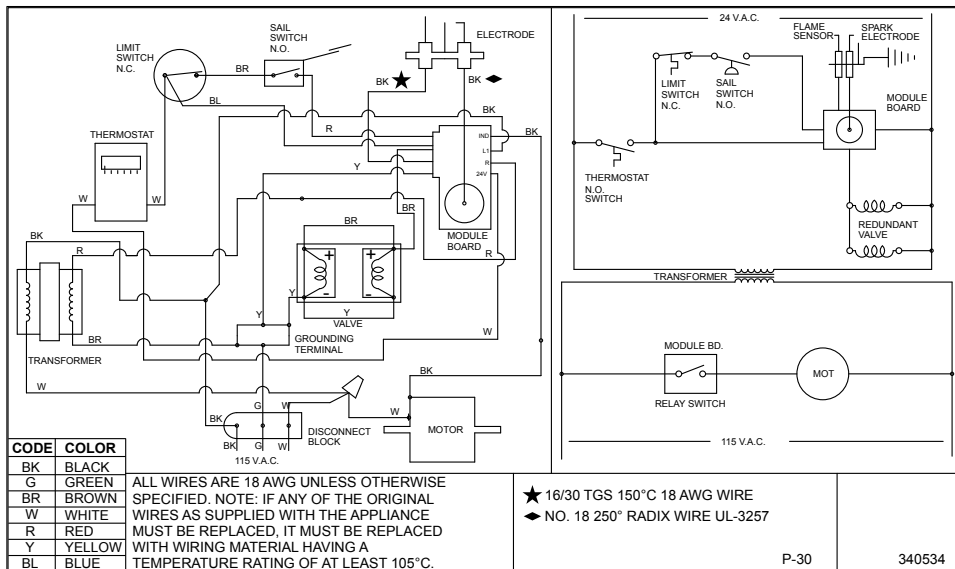 LIMIT
SWITCH
N.C.
SAIL
SWITCH
N.O.
ELECTRODE
BR
BK ★
BK ◆
BL
BK
R
BK
IND
L1
R
24V
THERMOSTAT
Y
W
W
BR
BR
MODULE
BOARD
R
BK
R
+
-
+
-
Y
Y
VALVE
Y
GROUNDING
TERMINAL
W
BR
TRANSFORMER
W
BK
G
W
W
BK
MOTOR
DISCONNECT
BLOCK
BK
G
W
115 V.A.C.
24 V.A.C.
FLAME
SENSOR
SPARK
ELECTRODE
LIMIT
SWITCH
N.C.
SAIL
SWITCH
N.O.
MODULE
BOARD
THERMOSTAT
N.O.
SWITCH
REDUNDANT
VALVE
TRANSFORMER
MODULE BD.
RELAY SWITCH
MOT
115 V.A.C.
CODE COLOR
BK BLACK
G GREEN
BR BROWN
W WHITE
R RED
Y YELLOW
BL BLUE
ALL WIRES ARE 18 AWG UNLESS OTHERWISE
SPECIFIED. NOTE: IF ANY OF THE ORIGINAL
WIRES AS SUPPLIED WITH THE APPLIANCE
MUST BE REPLACED, IT MUST BE REPLACED
WITH WIRING MATERIAL HAVING A
TEMPERATURE RATING OF AT LEAST 105°C.
★ 16/30 TGS 150°C 18 AWG WIRE
◆ NO. 18 250° RADIX WIRE UL-3257
P-30
340534